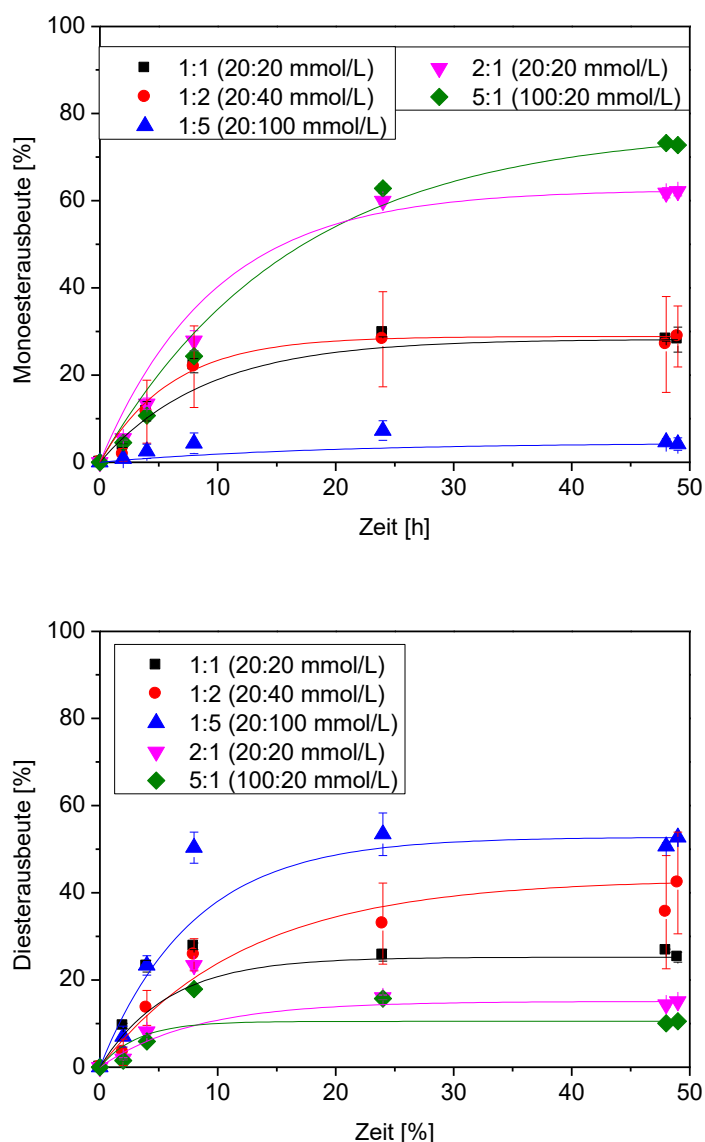 100
1:1 (20:20 mmol/L)
1:2 (20:40 mmol/L)
1:5 (20:100 mmol/L)
2:1 (20:20 mmol/L)
5:1 (100:20 mmol/L)
80
60
40
20
0
Monoesterausbeute [%]
0 10 20 30 40 50
Zeit [h]
100
1:1 (20:20 mmol/L)
1:2 (20:40 mmol/L)
1:5 (20:100 mmol/L)
2:1 (20:20 mmol/L)
5:1 (100:20 mmol/L)
80
60
40
20
0
Diesterausbeute [%]
0 10 20 30 40 50
Zeit [%]